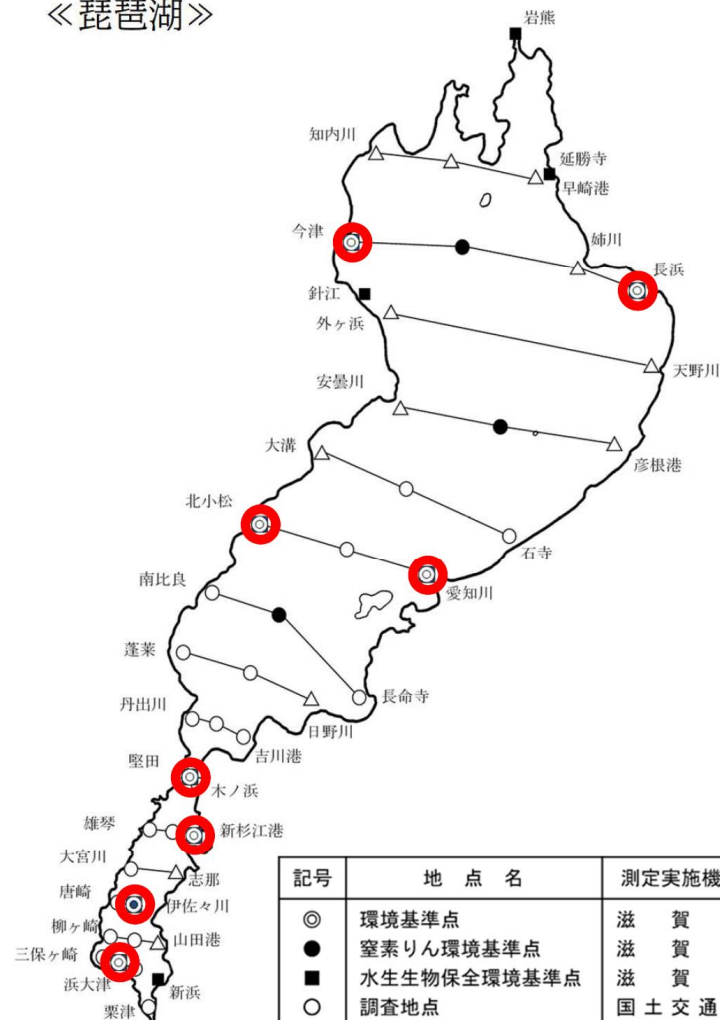 ≪琵琶湖≫
岩熊
知内川
延勝寺
早崎港
今津
姉川
長浜
針江
外ヶ浜
天野川
安曇川
大溝
彦根港
北小松
石寺
愛知川
南比良
蓬莱
長命寺
丹出川
日野川
吉川港
堅田
木ノ浜
雄琴
新杉江港
大宮川
志那
唐崎
伊佐々川
柳ヶ崎
山田港
三保ヶ崎
浜大津
新浜
粟津
記号 地点名 測定実施機
◎ 環境基準点 滋賀
● 窒素りん環境基準点 滋賀
■ 水生生物保全環境基準点 滋賀
○ 調査地点 国土交通